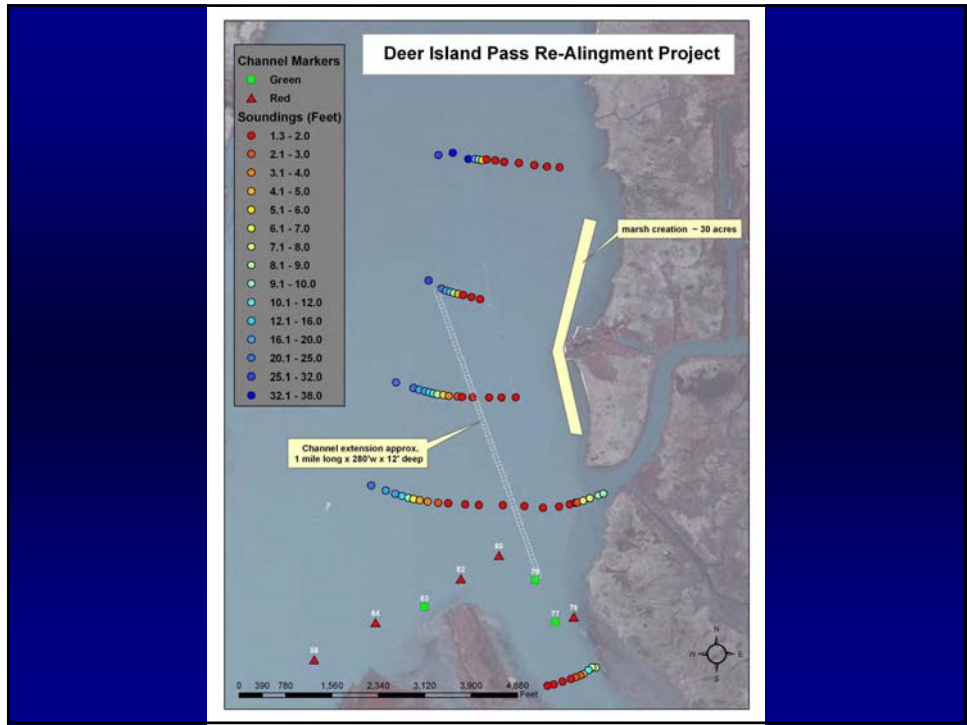 Deer Island Pass Re-Alingment Project
Channel Markers
Green
Red
Soundings (Feet)
1.3 - 2.0
2.1 - 3.0
3.1 - 4.0
4.1 - 5.0
5.1 - 6.0
6.1 - 7.0
7.1 - 8.0
8.1 - 9.0
9.1 - 10.0
10.1 - 12.0
12.1 - 16.0
16.1 - 20.0
20.1 - 25.0
25.1 - 32.0
32.1 - 38.0
marsh creation ~ 30 acres
Channel extension approx.
1 mile long x 280'w x 12' deep
80
82
79
83
84
77
76
N
W E
S
0 390 780 1,560 2,340 3,120 3,900 4,680
Feet